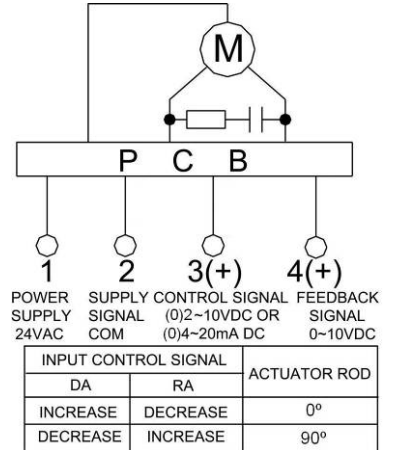 M
P C B
1 2 3(+) 4(+)
POWER SUPPLY CONTROL SIGNAL FEEDBACK
SUPPLY SIGNAL (0)2~10VDC OR SIGNAL
24VAC COM (0)4~20mA DC 0~10VDC
INPUT CONTROL SIGNAL ACTUATOR ROD
DA RA
INCREASE DECREASE 0º
DECREASE INCREASE 90º